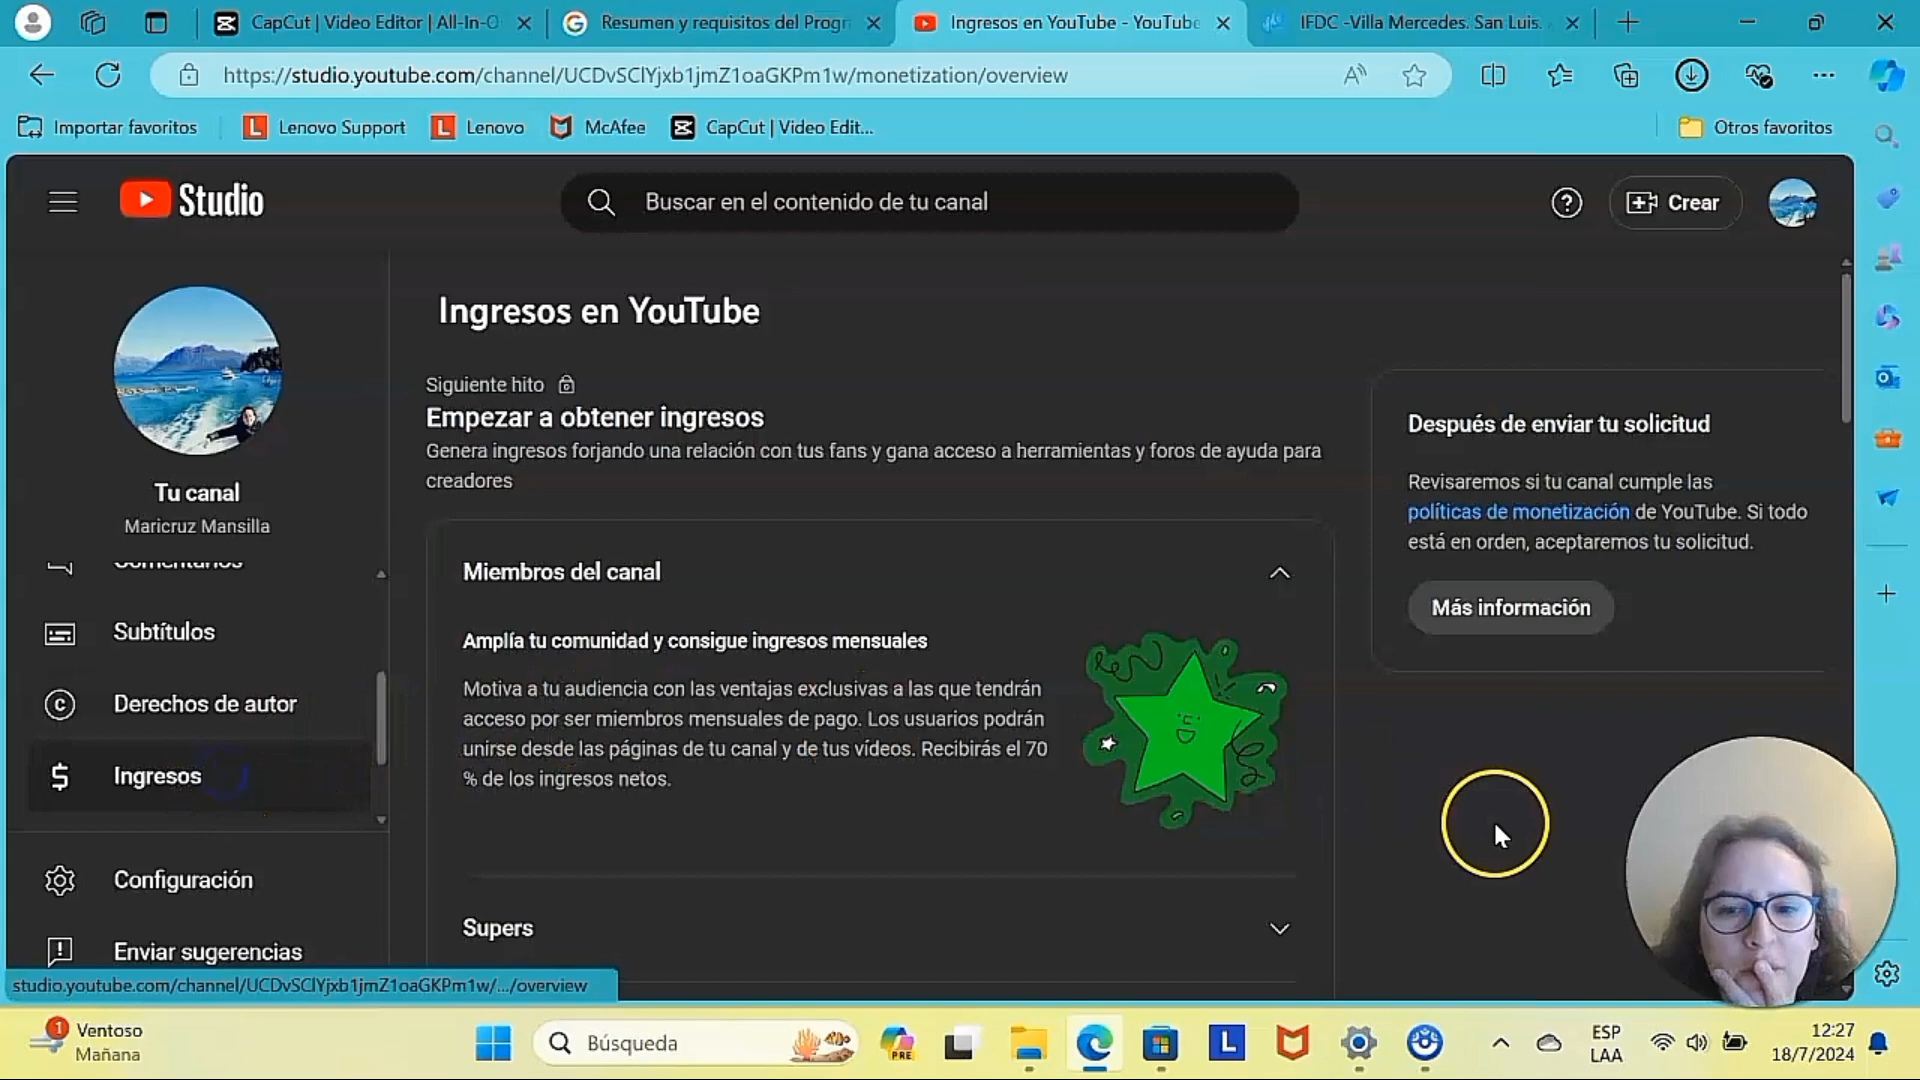 CapCut | Video Editor | All-In-O
Resumen y requisitos del Progr
Ingresos en YouTube - YouTube
IFDC -Villa Mercedes. San Luis.
https://studio.youtube.com/channel/UCDvSClYjxb1jmZ1oaGKPm1w/monetization/overview
Importar favoritos
Lenovo Support
Lenovo
McAfee
CapCut | Video Edit...
Otros favoritos
Studio
Buscar en el contenido de tu canal
Crear
Tu canal
Maricruz Mansilla
Comentarios
Subtítulos
Derechos de autor
Ingresos
Configuración
Enviar sugerencias
Ingresos en YouTube
Siguiente hito
Empezar a obtener ingresos
Genera ingresos forjando una relación con tus fans y gana acceso a herramientas y foros de ayuda para
creadores
Miembros del canal
Amplía tu comunidad y consigue ingresos mensuales
Motiva a tu audiencia con las ventajas exclusivas a las que tendrán
acceso por ser miembros mensuales de pago. Los usuarios podrán
unirse desde las páginas de tu canal y de tus vídeos. Recibirás el 70
% de los ingresos netos.
Supers
Después de enviar tu solicitud
Revisaremos si tu canal cumple las
políticas de monetización de YouTube. Si todo
está en orden, aceptaremos tu solicitud.
Más información
studio.youtube.com/channel/UCDvSClYjxb1jmZ1oaGKPm1w/.../overview
1
Ventoso
Mañana
Búsqueda
PRE
L
ESP
LAA
12:27
18/7/2024